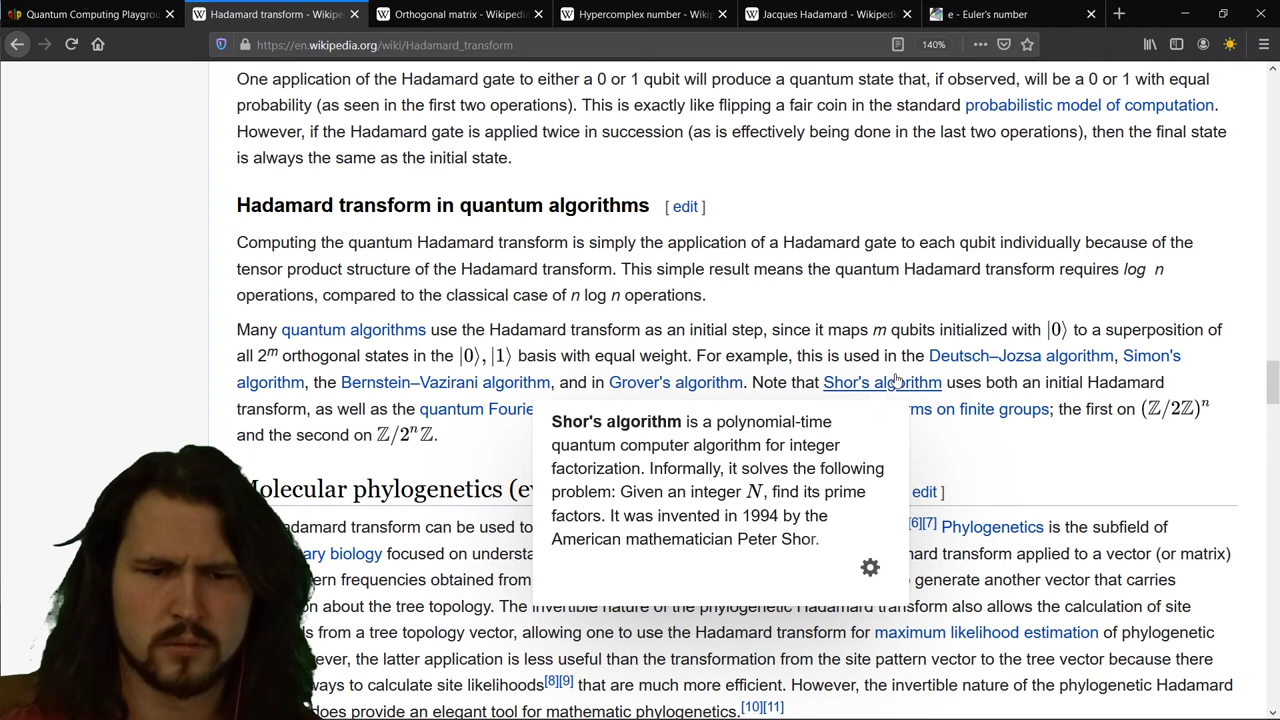 Quantum Computing Playgrou
Hadamard transform - Wikipe
Orthogonal matrix - Wikipedia
Hypercomplex number - Wikip
Jacques Hadamard - Wikipedia
e - Euler's number
https://en.wikipedia.org/wiki/Hadamard_transform
140%
One application of the Hadamard gate to either a 0 or 1 qubit will produce a quantum state that, if observed, will be a 0 or 1 with equal
probability (as seen in the first two operations). This is exactly like flipping a fair coin in the standard probabilistic model of computation.
However, if the Hadamard gate is applied twice in succession (as is effectively being done in the last two operations), then the final state
is always the same as the initial state.
Hadamard transform in quantum algorithms [ edit ]
Computing the quantum Hadamard transform is simply the application of a Hadamard gate to each qubit individually because of the
tensor product structure of the Hadamard transform. This simple result means the quantum Hadamard transform requires log n
operations, compared to the classical case of n log n operations.
Many quantum algorithms use the Hadamard transform as an initial step, since it maps m qubits initialized with |0⟩ to a superposition of
all 2^m orthogonal states in the |0⟩, |1⟩ basis with equal weight. For example, this is used in the Deutsch–Jozsa algorithm, Simon's
algorithm, the Bernstein–Vazirani algorithm, and in Grover's algorithm. Note that Shor's algorithm uses both an initial Hadamard
transform, as well as the quantum Fourie rms on finite groups; the first on (ℤ/2ℤ)^n
and the second on ℤ/2^nℤ.
Shor's algorithm is a polynomial-time
quantum computer algorithm for integer
factorization. Informally, it solves the following
problem: Given an integer N, find its prime
factors. It was invented in 1994 by the
American mathematician Peter Shor.
Molecular phylogenetics (ev edit ]
adamard transform can be used to [6][7] Phylogenetics is the subfield of
ary biology focused on understa ard transform applied to a vector (or matrix)
ern frequencies obtained from generate another vector that carries
on about the tree topology. The invertible nature of the phylogenetic Hadamard transform also allows the calculation of site
ds from a tree topology vector, allowing one to use the Hadamard transform for maximum likelihood estimation of phylogenetic
ever, the latter application is less useful than the transformation from the site pattern vector to the tree vector because there
ways to calculate site likelihoods[8][9] that are much more efficient. However, the invertible nature of the phylogenetic Hadamard
does provide an elegant tool for mathematic phylogenetics.[10][11]